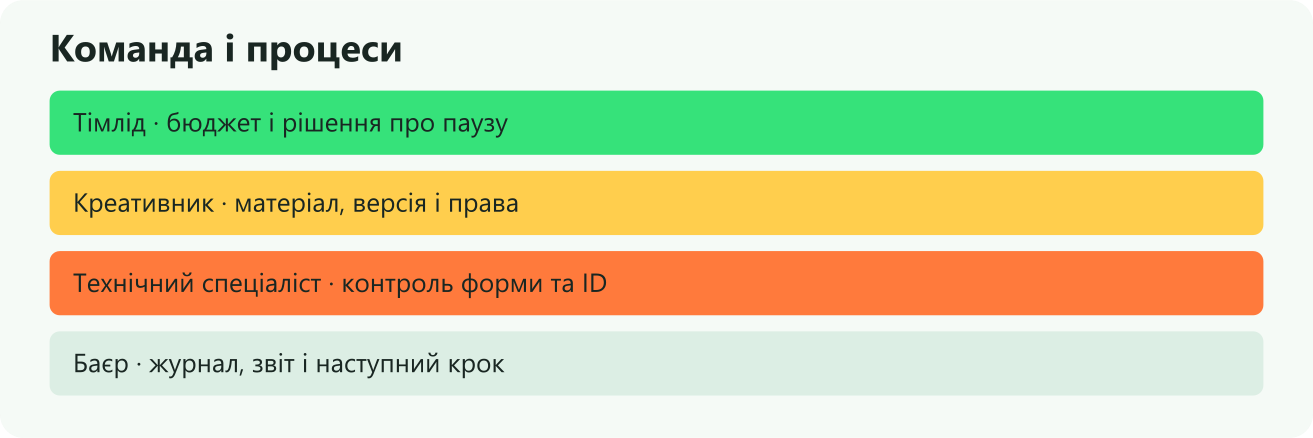 Команда і процеси
Тімлід · бюджет і рішення про паузу
Креативник · матеріал, версія і права
Технічний спеціаліст · контроль форми та ID
Баєр · журнал, звіт і наступний крок